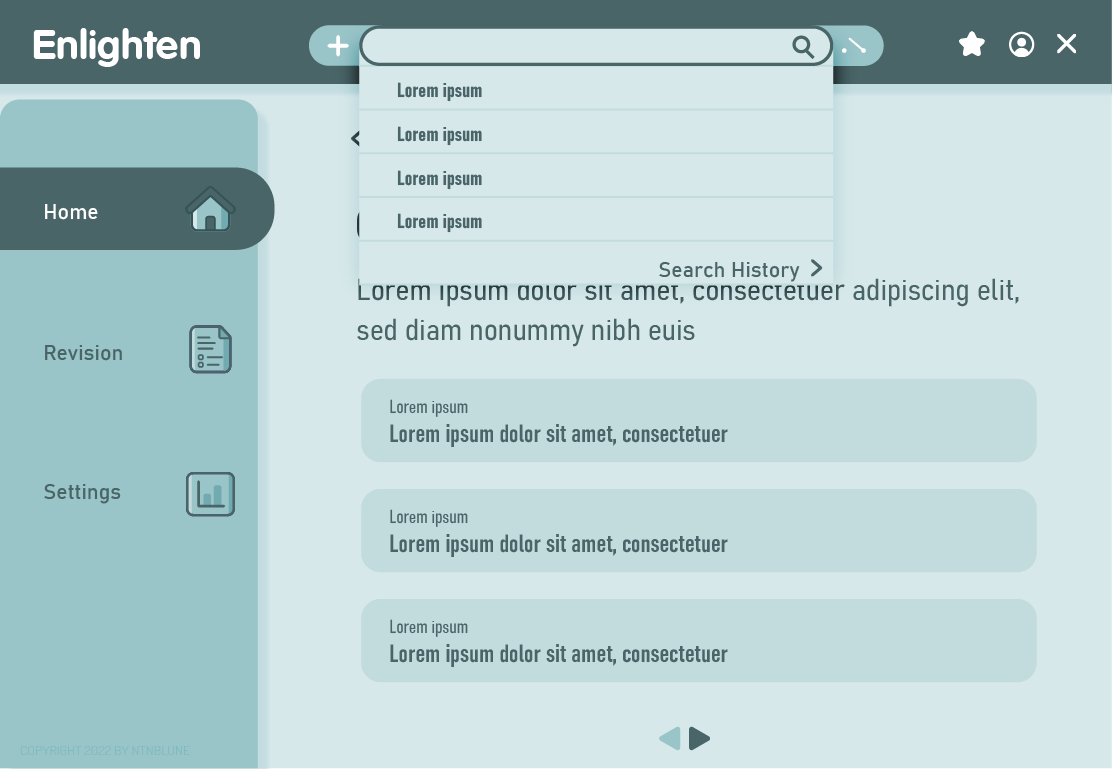 Enlighten
Lorem ipsum
Lorem ipsum
Lorem ipsum
Lorem ipsum
Search History
Home
Revision
Settings
Lorem ipsum dolor sit amet, consectetuer adipiscing elit,
sed diam nonummy nibh euis
Lorem ipsum
Lorem ipsum dolor sit amet, consectetuer
Lorem ipsum
Lorem ipsum dolor sit amet, consectetuer
Lorem ipsum
Lorem ipsum dolor sit amet, consectetuer
COPYRIGHT 2022 BY NTNBLUNE